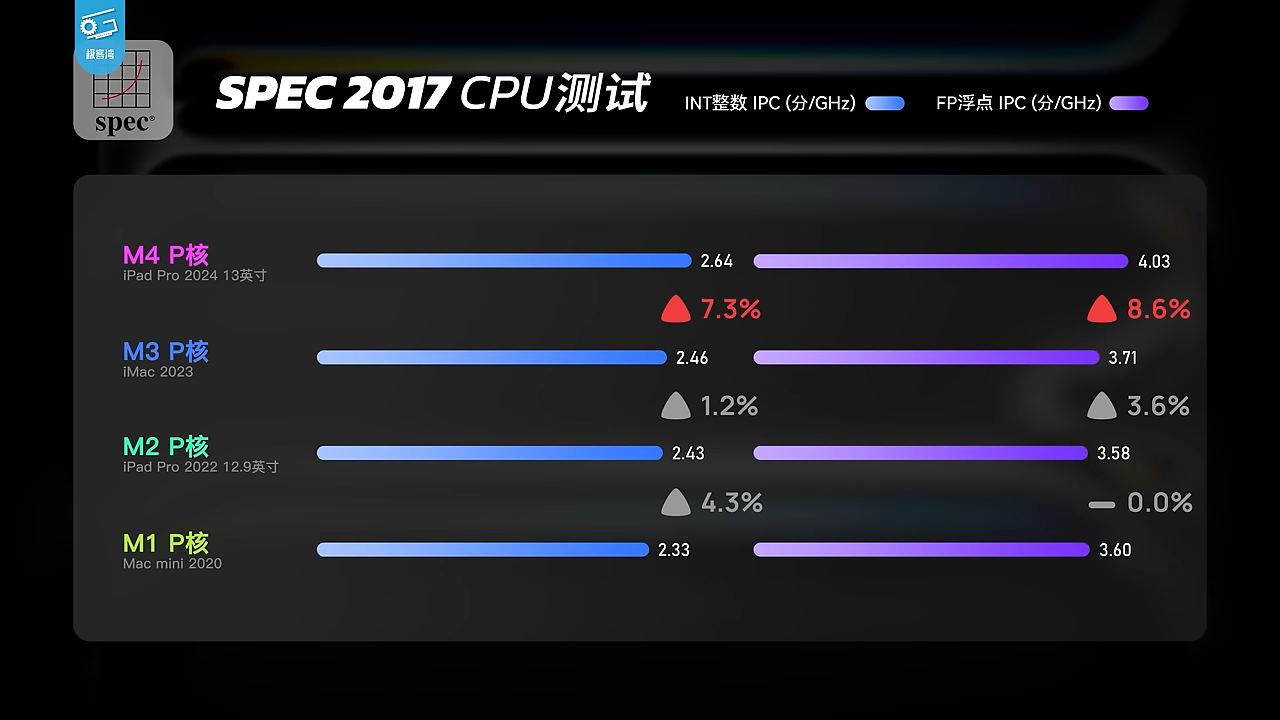 极客湾
spec®
SPEC 2017 CPU测试
INT整数 IPC (分/GHz)
FP浮点 IPC (分/GHz)
M4 P核
iPad Pro 2024 13英寸
2.64
4.03
7.3%
8.6%
M3 P核
iMac 2023
2.46
3.71
1.2%
3.6%
M2 P核
iPad Pro 2022 12.9英寸
2.43
3.58
4.3%
0.0%
M1 P核
Mac mini 2020
2.33
3.60